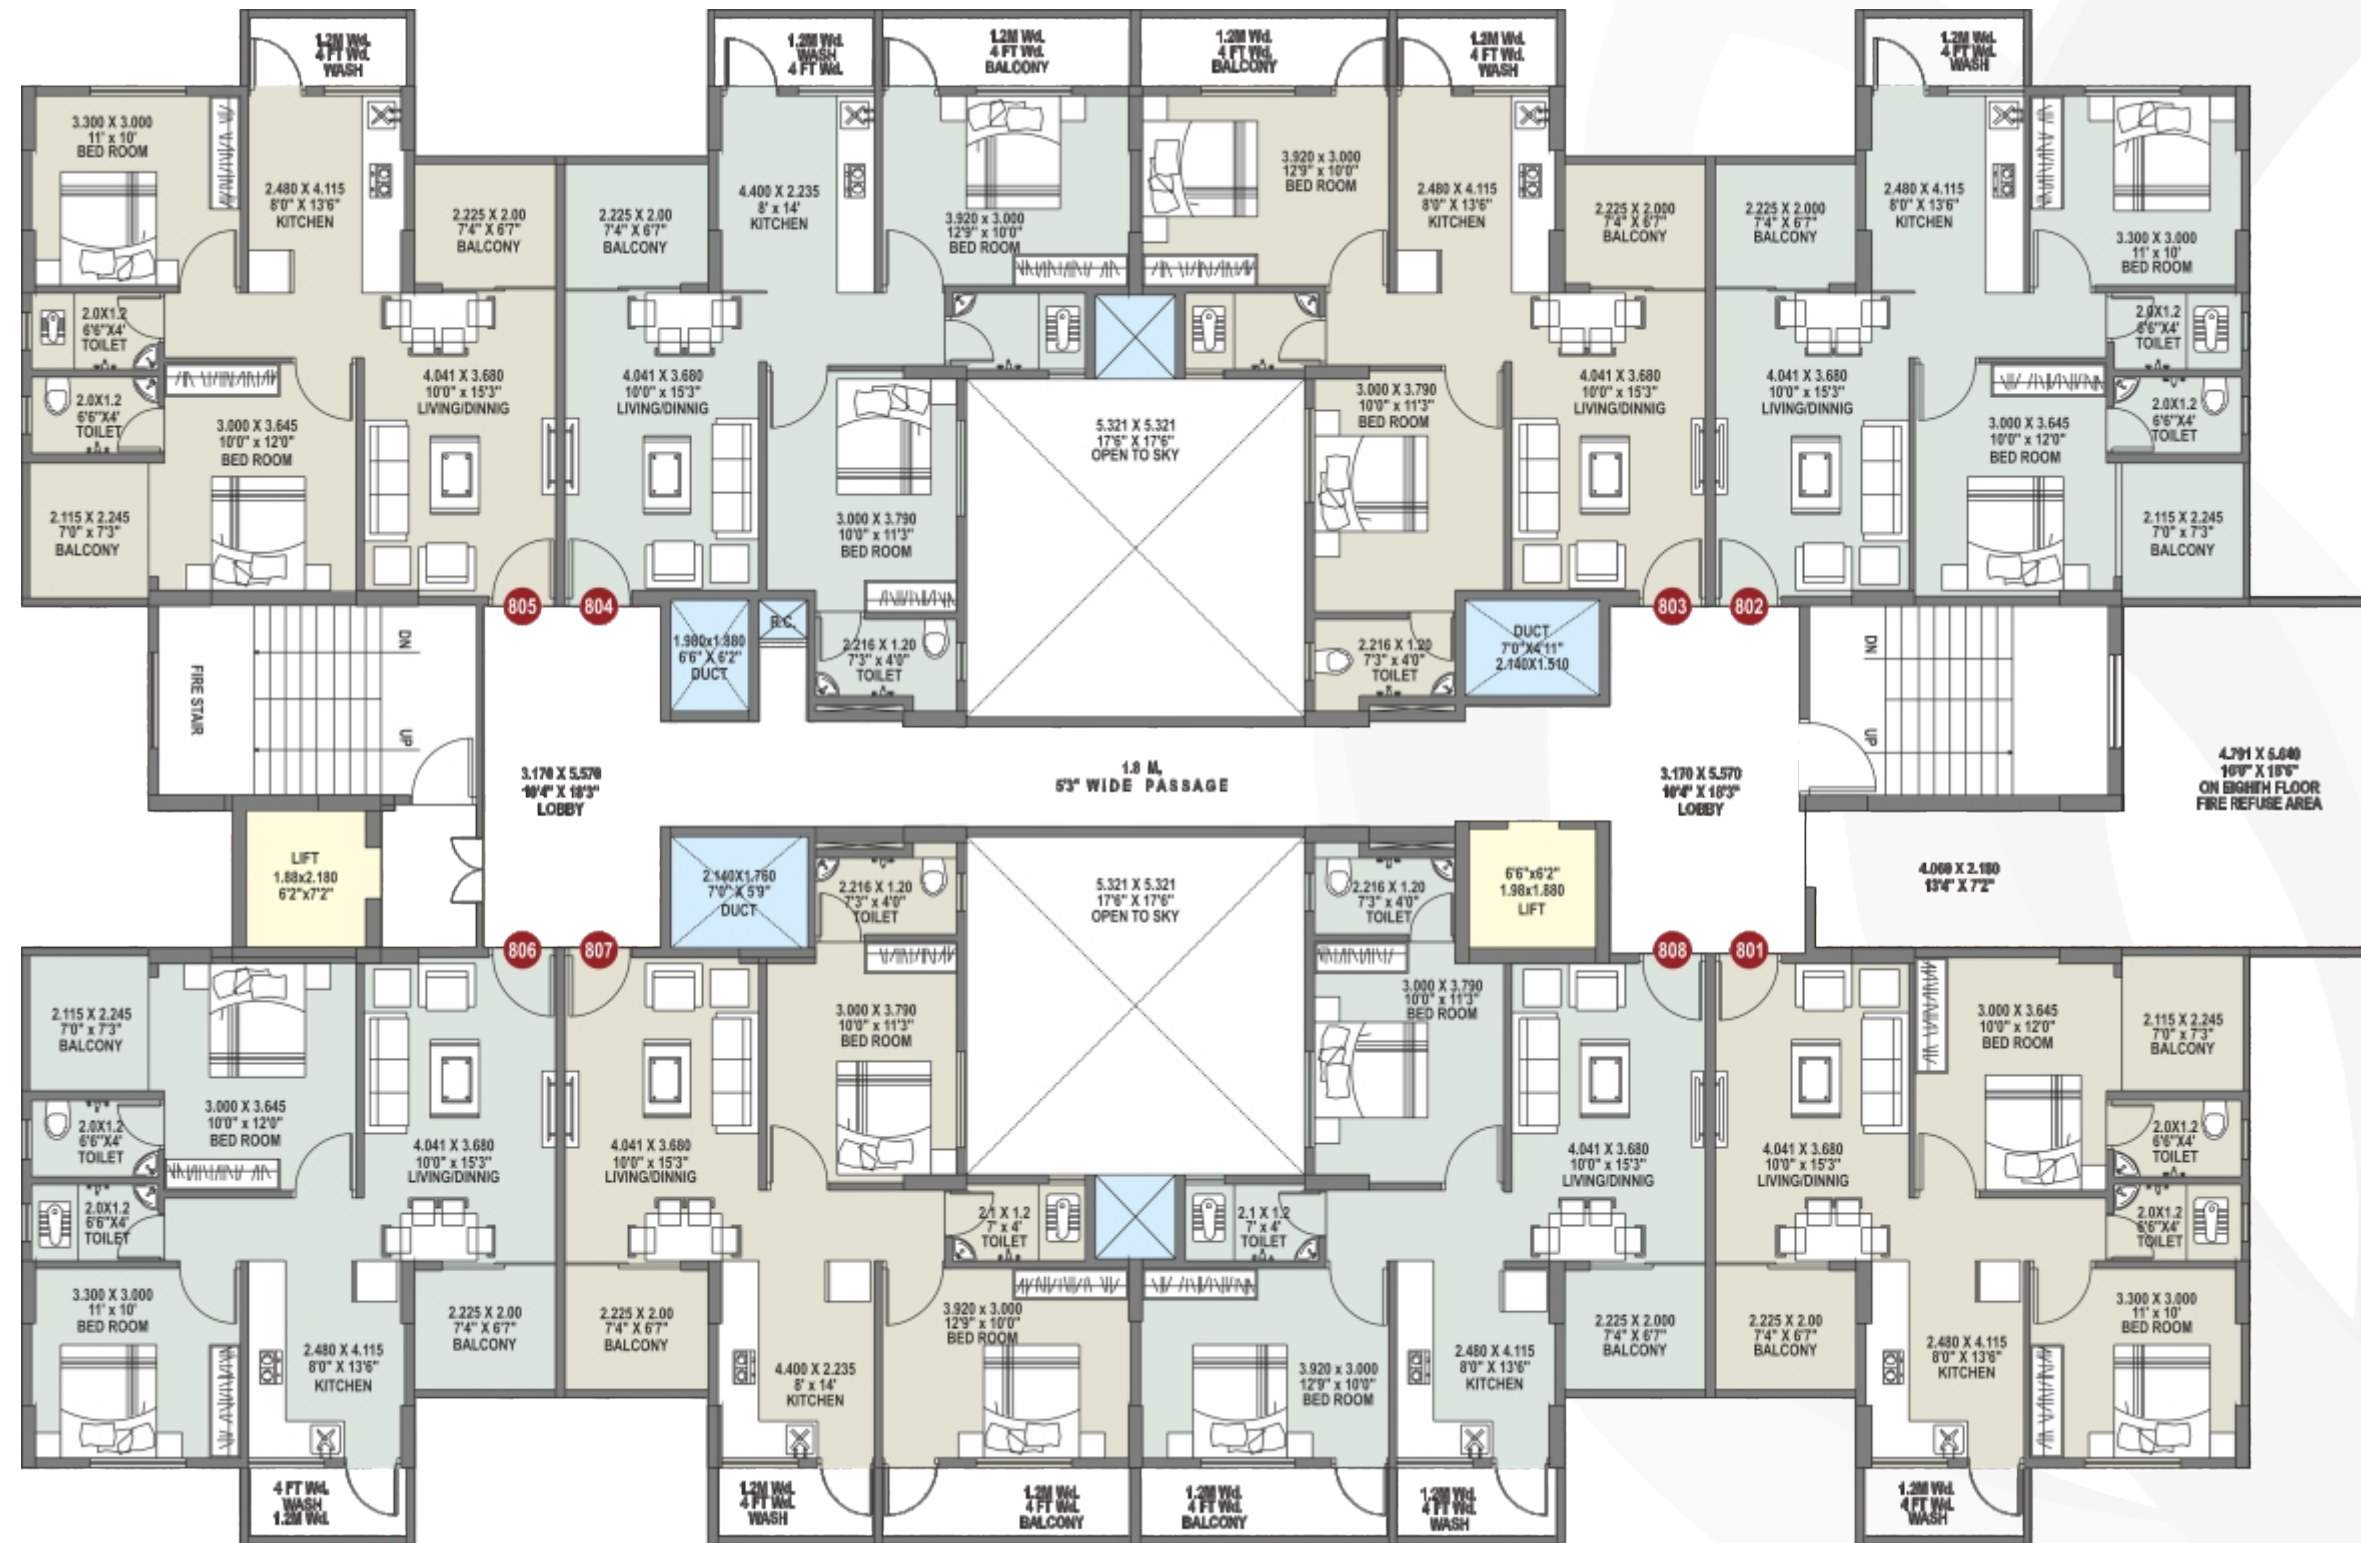 1.2M Wd.
4 FT Wd.
WASH
1.2M Wd.
WASH
4 FT Wd.
1.2M Wd.
4 FT Wd.
BALCONY
1.2M Wd.
4 FT Wd.
BALCONY
1.2M Wd.
4 FT Wd.
WASH
1.2M Wd.
4 FT Wd.
WASH
3.300 X 3.000
11' x 10'
BED ROOM
2.480 X 4.115
8'0" X 13'6"
KITCHEN
2.225 X 2.00
7'4" X 6'7"
BALCONY
2.225 X 2.00
7'4" X 6'7"
BALCONY
4.400 X 2.235
8' x 14'
KITCHEN
3.920 x 3.000
12'9" x 10'0"
BED ROOM
3.920 x 3.000
12'9" x 10'0"
BED ROOM
2.480 X 4.115
8'0" X 13'6"
KITCHEN
2.225 X 2.000
7'4" X 6'7"
BALCONY
2.225 X 2.000
7'4" X 6'7"
BALCONY
2.480 X 4.115
8'0" X 13'6"
KITCHEN
3.300 X 3.000
11' x 10'
BED ROOM
2.0X1.2
6'6"X4'
TOILET
2.0X1.2
6'6"X4'
TOILET
2.0X1.2
6'6"X4'
TOILET
3.000 X 3.645
10'0" x 12'0"
BED ROOM
4.041 X 3.680
10'0" x 15'3"
LIVING/DINNIG
4.041 X 3.680
10'0" x 15'3"
LIVING/DINNIG
5.321 X 5.321
17'6" X 17'6"
OPEN TO SKY
3.000 X 3.790
10'0" x 11'3"
BED ROOM
4.041 X 3.680
10'0" x 15'3"
LIVING/DINNIG
4.041 X 3.680
10'0" x 15'3"
LIVING/DINNIG
3.000 X 3.645
10'0" x 12'0"
BED ROOM
2.0X1.2
6'6"X4'
TOILET
2.115 X 2.245
7'0" x 7'3"
BALCONY
3.000 X 3.790
10'0" x 11'3"
BED ROOM
2.115 X 2.245
7'0" x 7'3"
BALCONY
805
804
803
802
FIRE STAIR
DN
UP
1.980x1.880
6'6" X 6'2"
DUCT
R.C.
2.216 X 1.20
7'3" x 4'0"
TOILET
2.216 X 1.20
7'3" x 4'0"
TOILET
DUCT
7'0"X4'11"
2.140X1.510
DN
UP
3.170 X 5.570
10'4" X 18'3"
LOBBY
1.8 M,
5'3" WIDE PASSAGE
3.170 X 5.570
10'4" X 18'3"
LOBBY
4.791 X 5.640
16'0" X 18'6"
ON EIGHTH FLOOR
FIRE REFUSE AREA
LIFT
1.88x2.180
6'2"x7'2"
2.140X1.760
7'0" X 5'9"
DUCT
2.216 X 1.20
7'3" x 4'0"
TOILET
5.321 X 5.321
17'6" X 17'6"
OPEN TO SKY
2.216 X 1.20
7'3" x 4'0"
TOILET
6'6"x6'2"
1.98x1.880
LIFT
4.060 X 2.180
13'4" X 7'2"
806
807
808
801
2.115 X 2.245
7'0" x 7'3"
BALCONY
3.000 X 3.790
10'0" x 11'3"
BED ROOM
3.000 X 3.790
10'0" x 11'3"
BED ROOM
3.000 X 3.645
10'0" x 12'0"
BED ROOM
2.115 X 2.245
7'0" x 7'3"
BALCONY
2.0X1.2
6'6"X4'
TOILET
3.000 X 3.645
10'0" x 12'0"
BED ROOM
4.041 X 3.680
10'0" x 15'3"
LIVING/DINNIG
4.041 X 3.680
10'0" x 15'3"
LIVING/DINNIG
4.041 X 3.680
10'0" x 15'3"
LIVING/DINNIG
4.041 X 3.680
10'0" x 15'3"
LIVING/DINNIG
2.0X1.2
6'6"X4'
TOILET
2.0X1.2
6'6"X4'
TOILET
2.1 X 1.2
7' x 4'
TOILET
2.1 X 1.2
7' x 4'
TOILET
2.0X1.2
6'6"X4'
TOILET
3.300 X 3.000
11' x 10'
BED ROOM
2.480 X 4.115
8'0" X 13'6"
KITCHEN
2.225 X 2.00
7'4" X 6'7"
BALCONY
2.225 X 2.00
7'4" X 6'7"
BALCONY
4.400 X 2.235
8' x 14'
KITCHEN
3.920 x 3.000
12'9" x 10'0"
BED ROOM
3.920 x 3.000
12'9" x 10'0"
BED ROOM
2.480 X 4.115
8'0" X 13'6"
KITCHEN
2.225 X 2.000
7'4" X 6'7"
BALCONY
2.225 X 2.00
7'4" X 6'7"
BALCONY
2.480 X 4.115
8'0" X 13'6"
KITCHEN
3.300 X 3.000
11' x 10'
BED ROOM
4 FT Wd.
WASH
1.2M Wd.
1.2M Wd.
4 FT Wd.
WASH
1.2M Wd.
4 FT Wd.
BALCONY
1.2M Wd.
4 FT Wd.
BALCONY
1.2M Wd.
4 FT Wd.
WASH
1.2M Wd.
4 FT Wd.
WASH